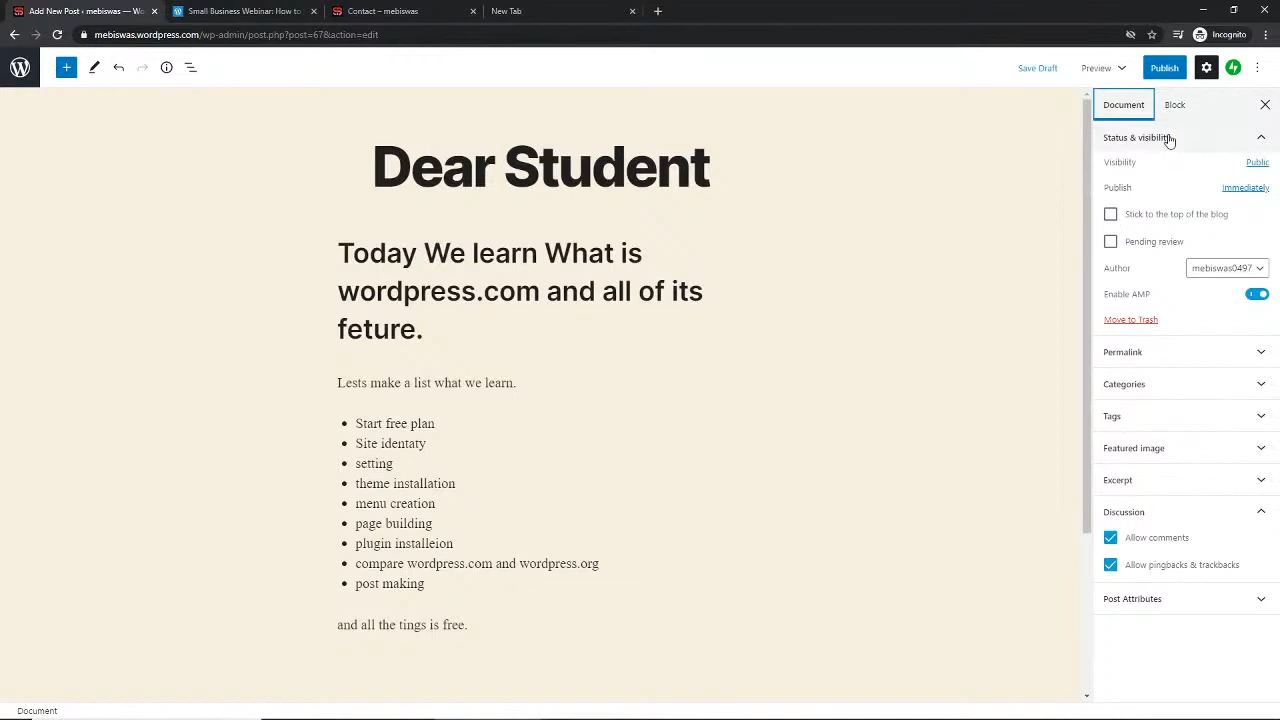 Add New Post ‹ mebiswas — Wo
Small Business Webinar: How to
Contact – mebiswas
New Tab
mebiswas.wordpress.com/wp-admin/post.php?post=67&action=edit
Incognito
Save Draft
Preview
Publish
Document
Block
Status & visibility
Visibility
Public
Publish
Immediately
Stick to the top of the blog
Pending review
Author
mebiswas0497
Enable AMP
Move to Trash
Permalink
Categories
Tags
Featured image
Excerpt
Discussion
Allow comments
Allow pingbacks & trackbacks
Post Attributes
Dear Student
Today We learn What is
wordpress.com and all of its
feture.
Lests make a list what we learn.
Start free plan
Site identaty
setting
theme installation
menu creation
page building
plugin installeion
compare wordpress.com and wordpress.org
post making
and all the tings is free.
Document